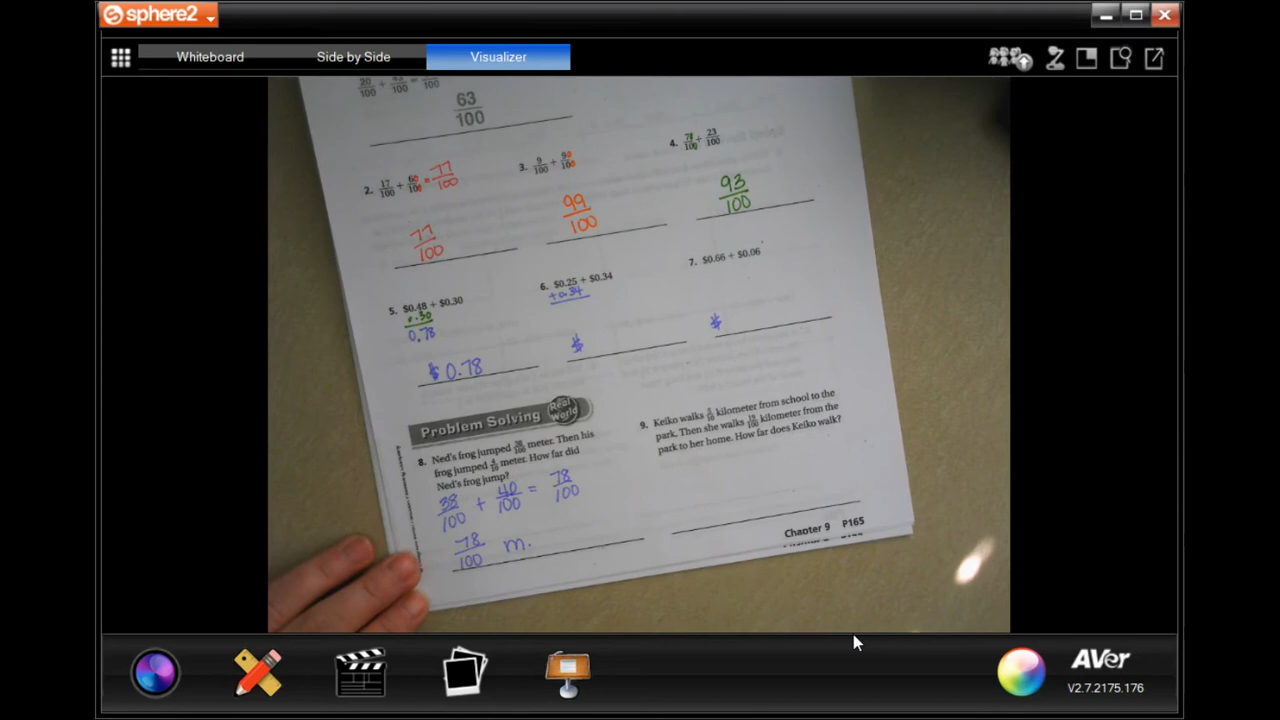 sphere2
Whiteboard Side by Side Visualizer
63
100
2. 17/100 + 60/100 = 77/100
77
100
3. 9/100 + 90/100
99
100
4. 70/100 + 23/100
93
100
5. $0.48 + $0.30
0.30
0.78
$0.78
6. $0.25 + $0.34
+0.34
$
7. $0.66 + $0.06
$
Problem Solving Real World
8. Ned's frog jumped 38/100 meter. Then his
frog jumped 4/10 meter. How far did
Ned's frog jump?
38/100 + 40/100 = 78/100
78/100 m.
9. Keiko walks 5/10 kilometer from school to the
park. Then she walks 19/100 kilometer from the
park to her home. How far does Keiko walk?
Chapter 9 P165
AVer
V2.7.2175.176